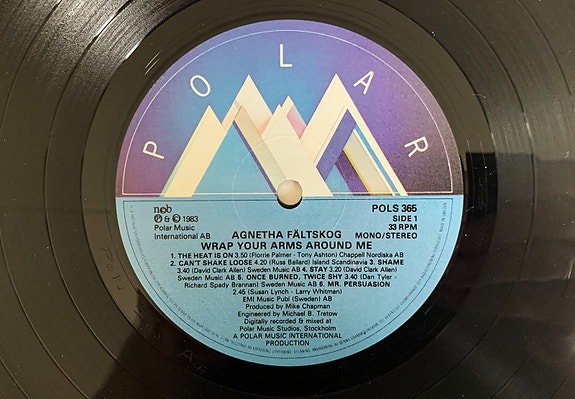 POLAR
ncb
℗ & © 1983
Polar Music
International AB
POLS 365
SIDE 1
33 RPM
MONO/STEREO
AGNETHA FÄLTSKOG
WRAP YOUR ARMS AROUND ME
1. THE HEAT IS ON 3.50 (Florrie Palmer - Tony Ashton) Chappell Nordiska AB
2. CAN'T SHAKE LOOSE 4.20 (Russ Ballard) Island Scandinavia 3. SHAME
3.40 (David Clark Allen) Sweden Music AB 4. STAY 3.20 (David Clark Allen)
Sweden Music AB 5. ONCE BURNED, TWICE SHY 3.40 (Dan Tyler -
Richard Spady Brannan) Sweden Music AB 6. MR. PERSUASION
2.45 (Susan Lynch - Larry Whitman)
EMI Music Publ (Sweden) AB
Produced by Mike Chapman
Engineered by Michael B. Tretow
Digitally recorded & mixed at
Polar Music Studios, Stockholm
A POLAR MUSIC INTERNATIONAL
PRODUCTION